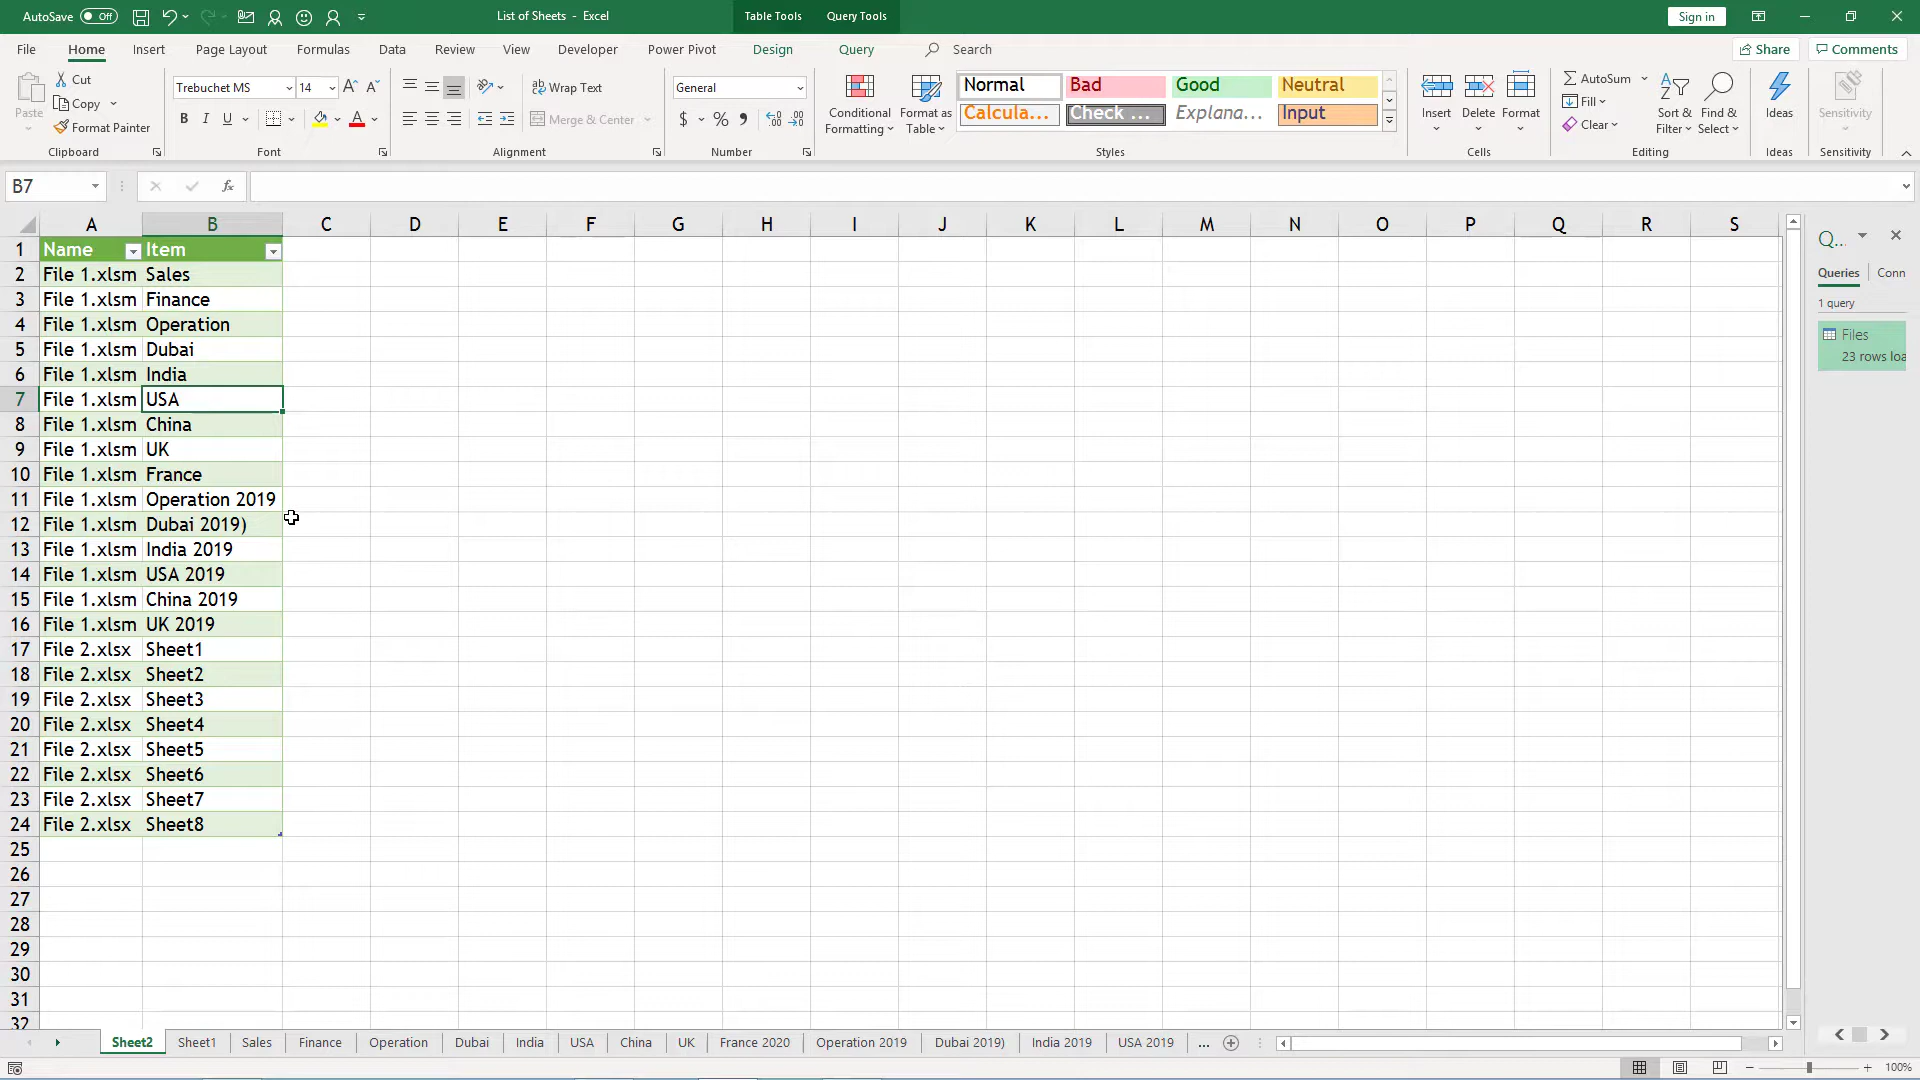 AutoSave Off List of Sheets - Excel Table Tools Query Tools Sign in
File Home Insert Page Layout Formulas Data Review View Developer Power Pivot Design Query Search Share Comments
Paste
Cut
Copy
Format Painter
Clipboard
Trebuchet MS 14
B I U
Font
Wrap Text
Merge & Center
Alignment
General
$ % ,
Number
Conditional Formatting
Format as Table
Normal Bad Good Neutral
Calcula... Check ... Explana... Input
Styles
Insert Delete Format
Cells
AutoSum
Fill
Clear
Sort & Filter
Find & Select
Editing
Ideas
Ideas
Sensitivity
Sensitivity
B7 fx
A B C D E F G H I J K L M N O P Q R S
1 Name Item
2 File 1.xlsm Sales
3 File 1.xlsm Finance
4 File 1.xlsm Operation
5 File 1.xlsm Dubai
6 File 1.xlsm India
7 File 1.xlsm USA
8 File 1.xlsm China
9 File 1.xlsm UK
10 File 1.xlsm France
11 File 1.xlsm Operation 2019
12 File 1.xlsm Dubai 2019)
13 File 1.xlsm India 2019
14 File 1.xlsm USA 2019
15 File 1.xlsm China 2019
16 File 1.xlsm UK 2019
17 File 2.xlsx Sheet1
18 File 2.xlsx Sheet2
19 File 2.xlsx Sheet3
20 File 2.xlsx Sheet4
21 File 2.xlsx Sheet5
22 File 2.xlsx Sheet6
23 File 2.xlsx Sheet7
24 File 2.xlsx Sheet8
25
26
27
28
29
30
31
32
Q...
Queries Conn
1 query
Files
23 rows loa
Sheet2 Sheet1 Sales Finance Operation Dubai India USA China UK France 2020 Operation 2019 Dubai 2019) India 2019 USA 2019 ...
100%